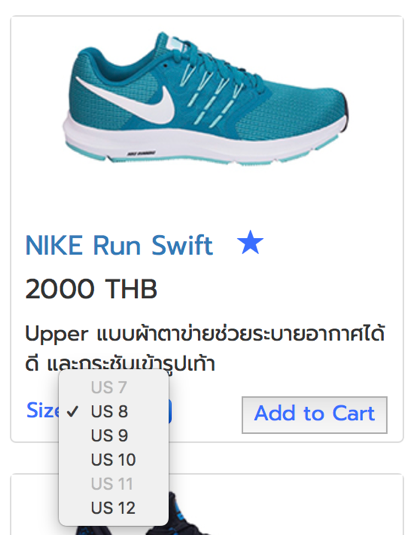 NIKE Run Swift
2000 THB
Upper แบบผ้าตาข่ายช่วยระบายอากาศได้
ดี และกระชับเข้ารูปเท้า
Size
US 7
✓ US 8
US 9
US 10
US 11
US 12
Add to Cart